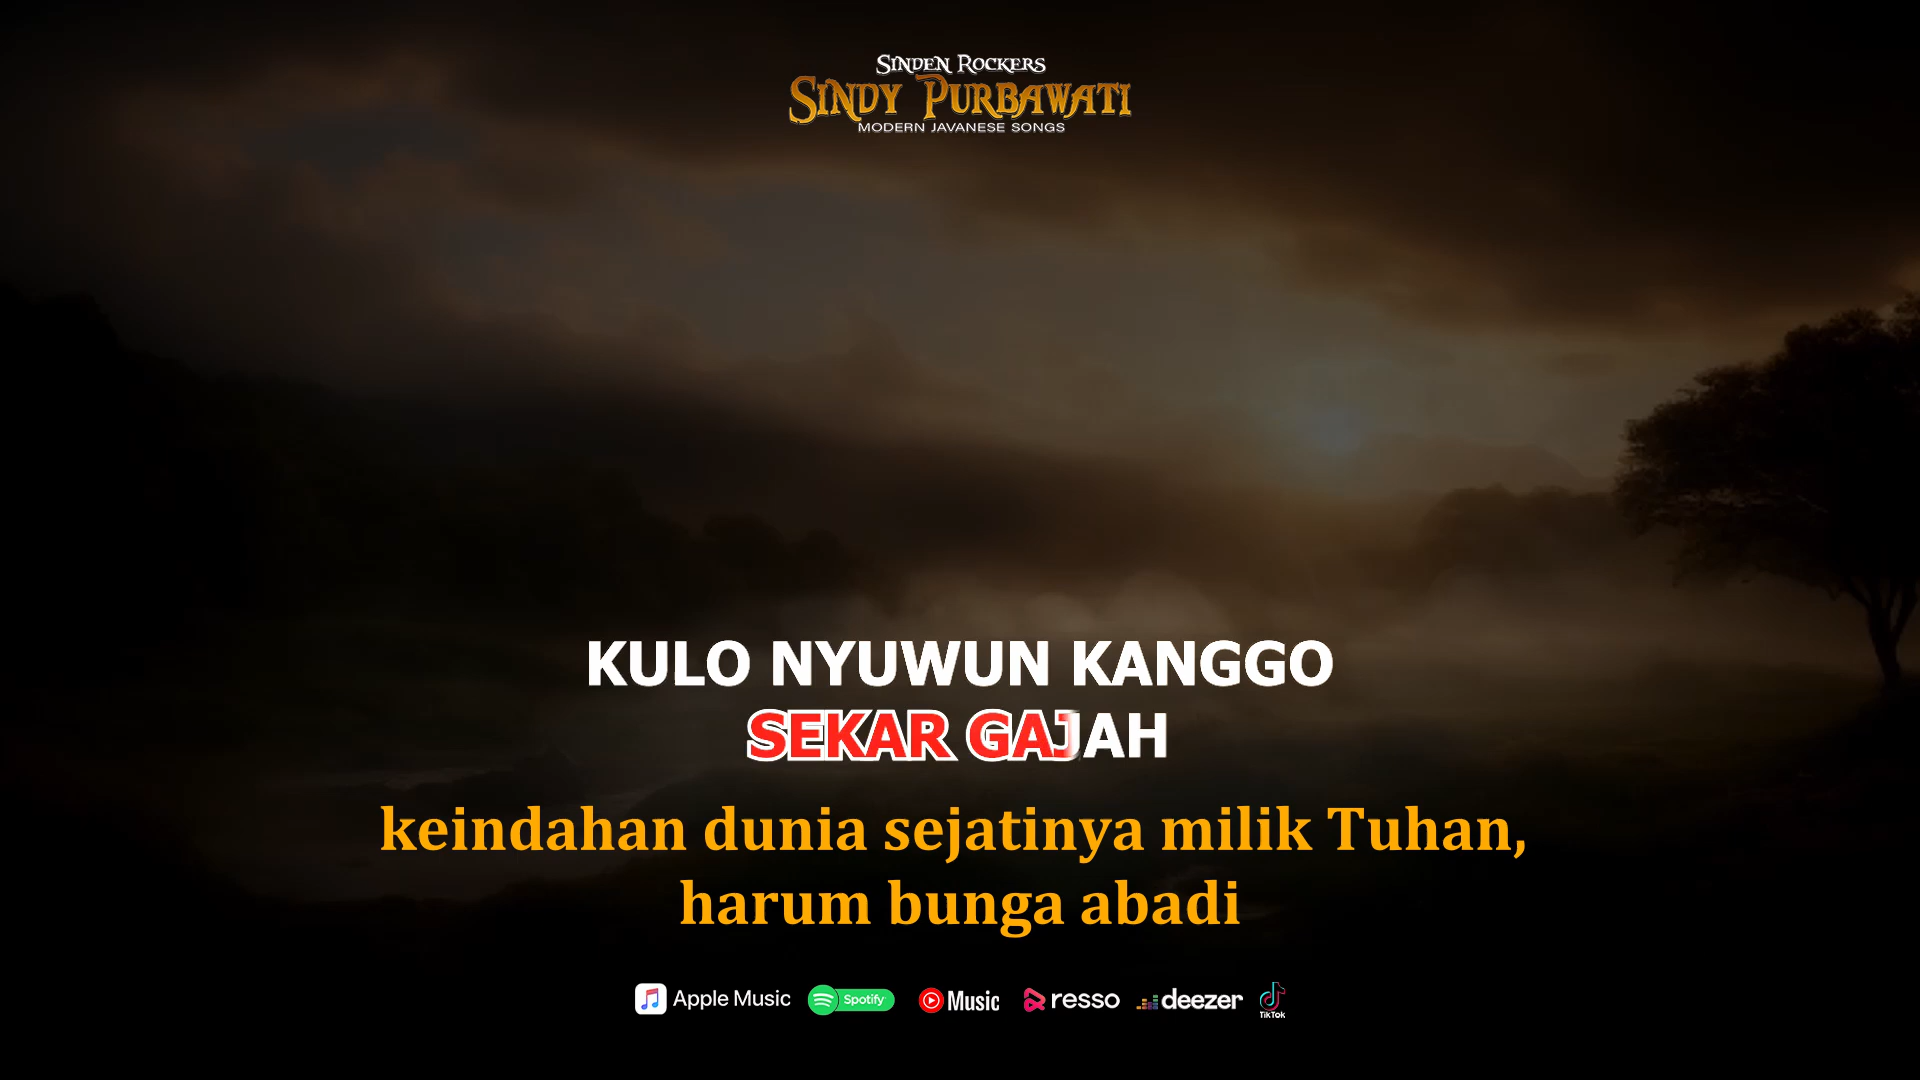 SINDEN ROCKERS
SINDY PURBAWATI
MODERN JAVANESE SONGS
KULO NYUWUN KANGGO
SEKAR GAJAH
keindahan dunia sejatinya milik Tuhan,
harum bunga abadi
Apple Music Spotify Music resso deezer TikTok